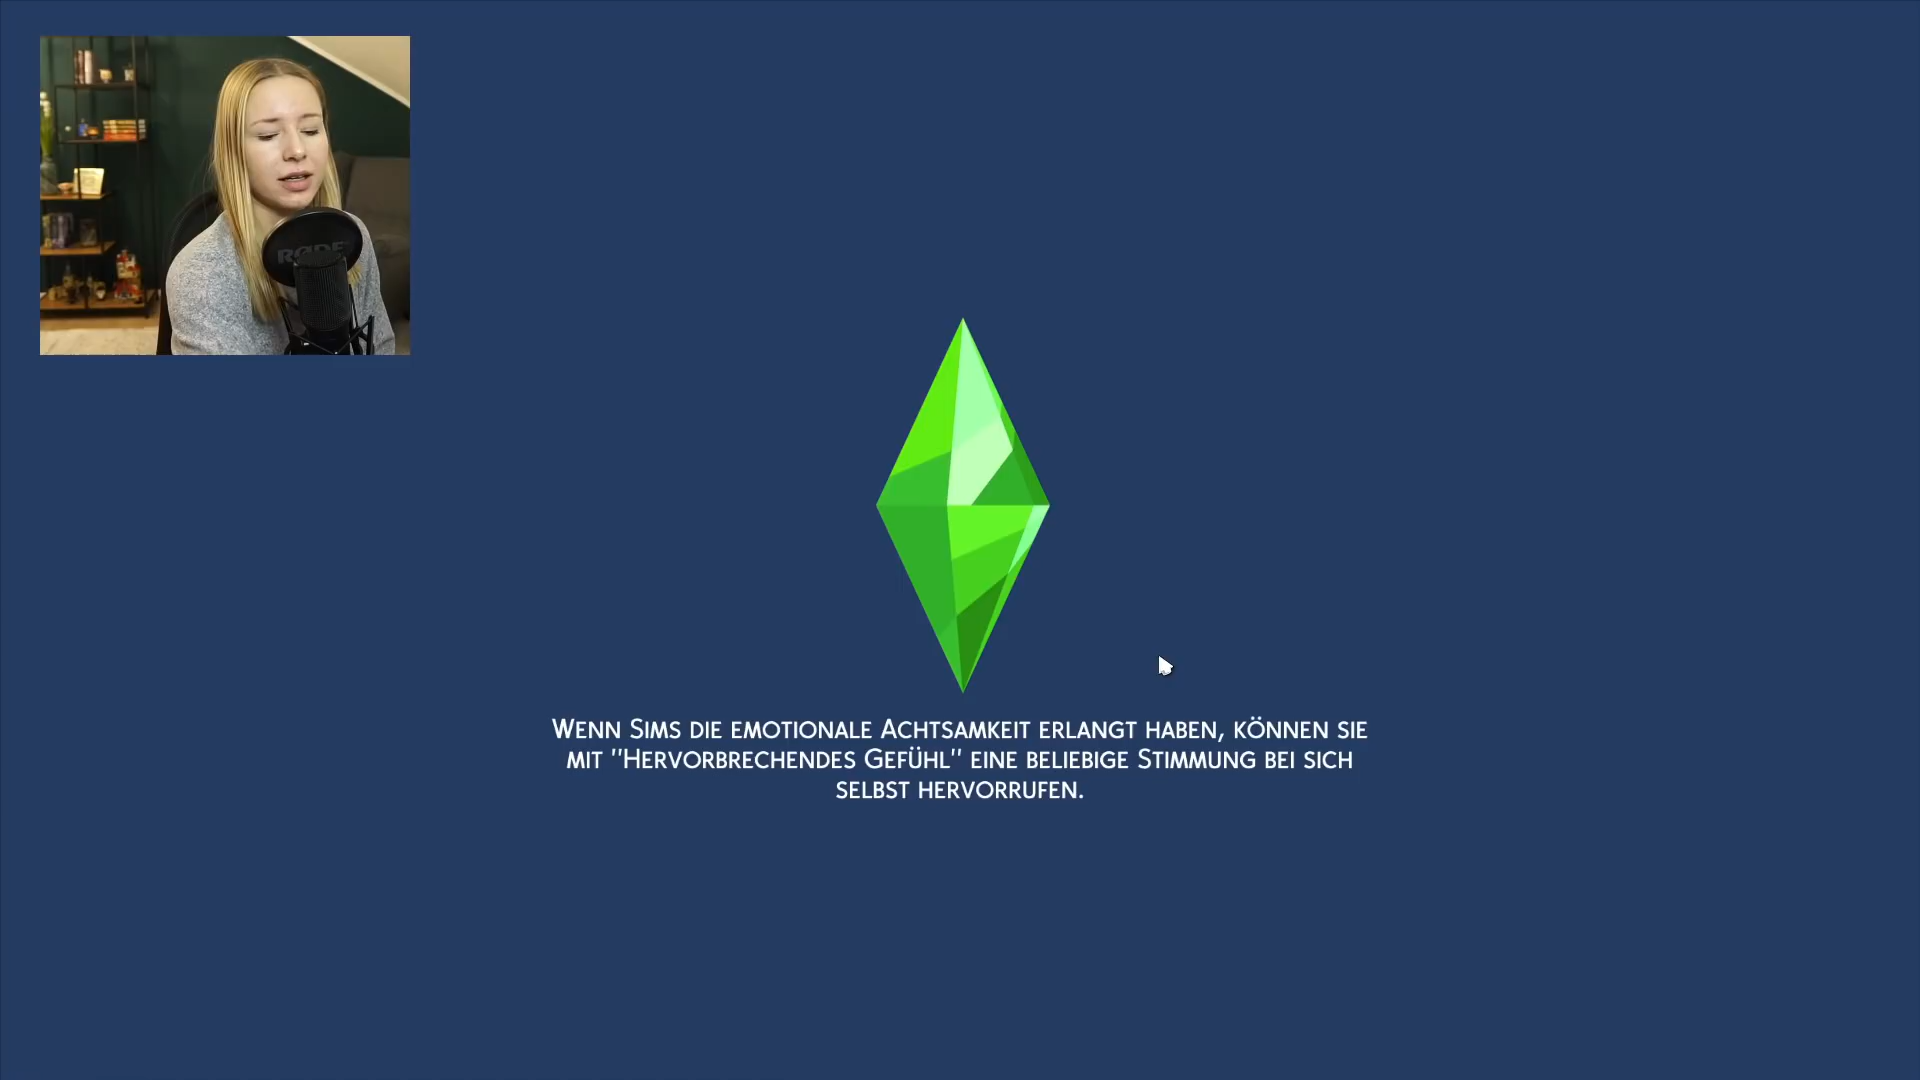 RØDE
Wenn Sims die emotionale Achtsamkeit erlangt haben, können sie
mit "Hervorbrechendes Gefühl" eine beliebige Stimmung bei sich
selbst hervorrufen.